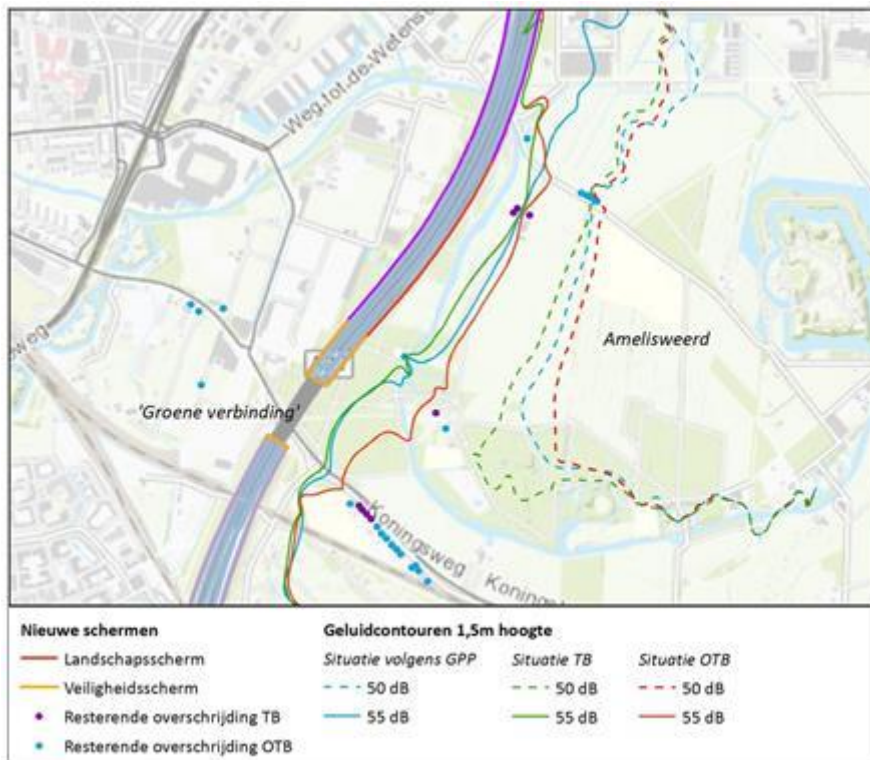 Weg-tot-de-Wetens
Amelisweerd
'Groene verbinding'
Koningsweg
Nieuwe schermen
Landschapsscherm
Veiligheidsscherm
Resterende overschrijding TB
Resterende overschrijding OTB
Geluidcontouren 1,5m hoogte
Situatie volgens GPP Situatie TB Situatie OTB
50 dB 50 dB 50 dB
55 dB 55 dB 55 dB